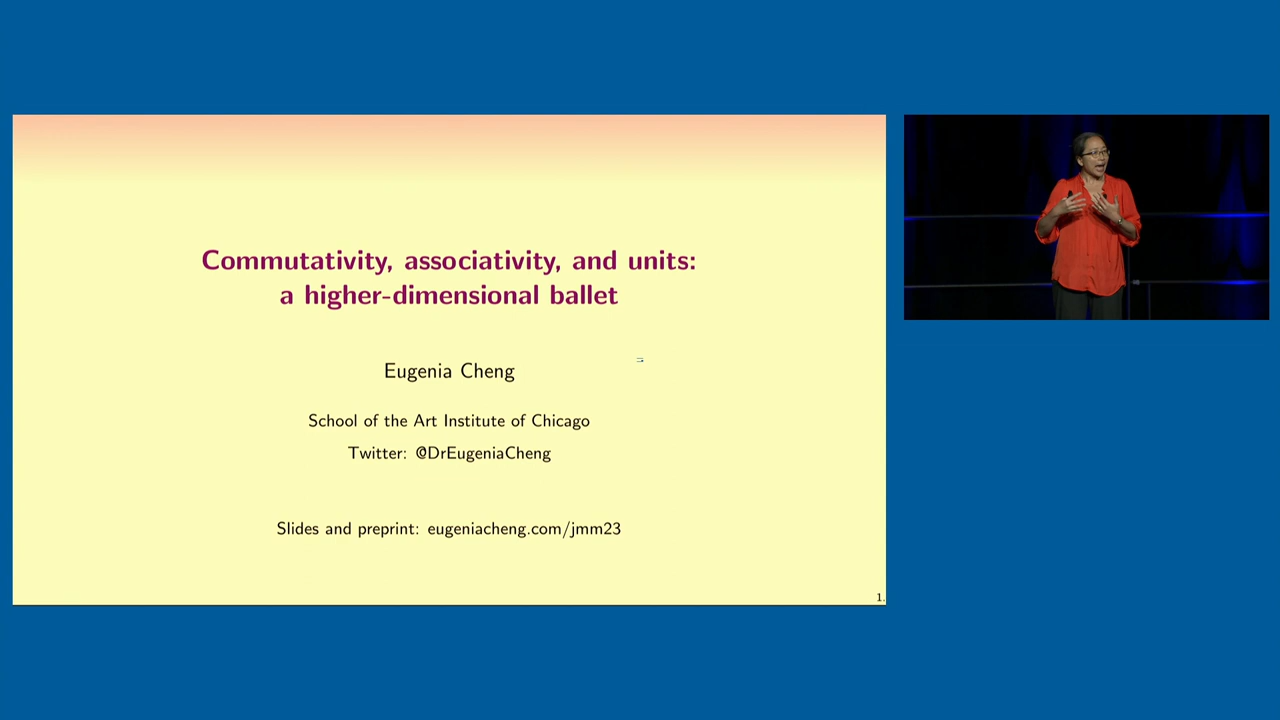 Commutativity, associativity, and units:
a higher-dimensional ballet
Eugenia Cheng
School of the Art Institute of Chicago
Twitter: @DrEugeniaCheng
Slides and preprint: eugeniacheng.com/jmm23
1.